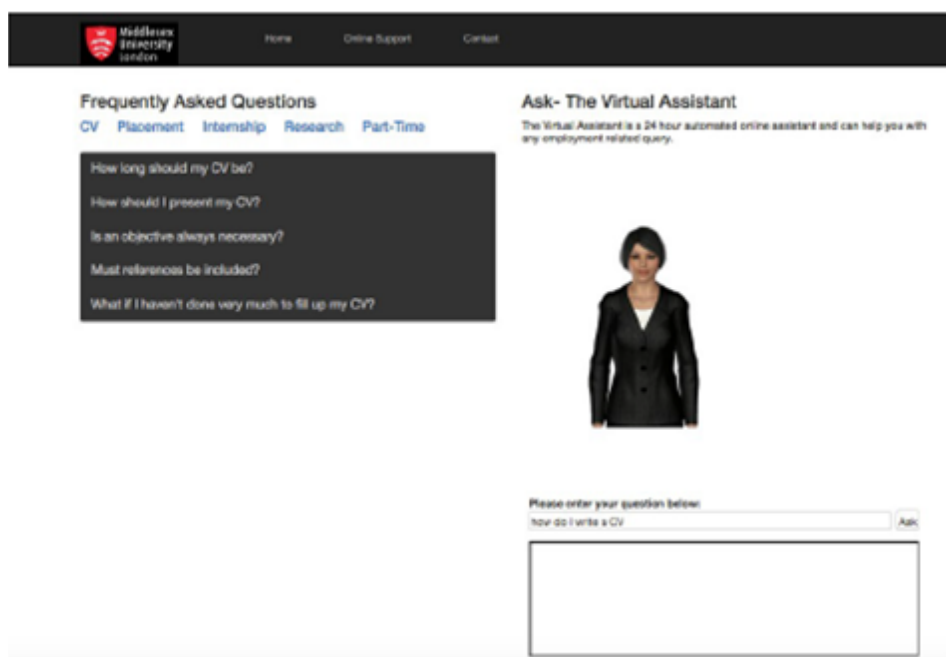 Middlesex
University
London
Home Online Support Contact
Frequently Asked Questions
CV Placement Internship Research Part-Time
How long should my CV be?
How should I present my CV?
Is an objective always necessary?
Must references be included?
What if I haven't done very much to fill up my CV?
Ask- The Virtual Assistant
The Virtual Assistant is a 24 hour automated online assistant and can help you with
any employment related query.
Please enter your question below:
how do I write a CV
Ask